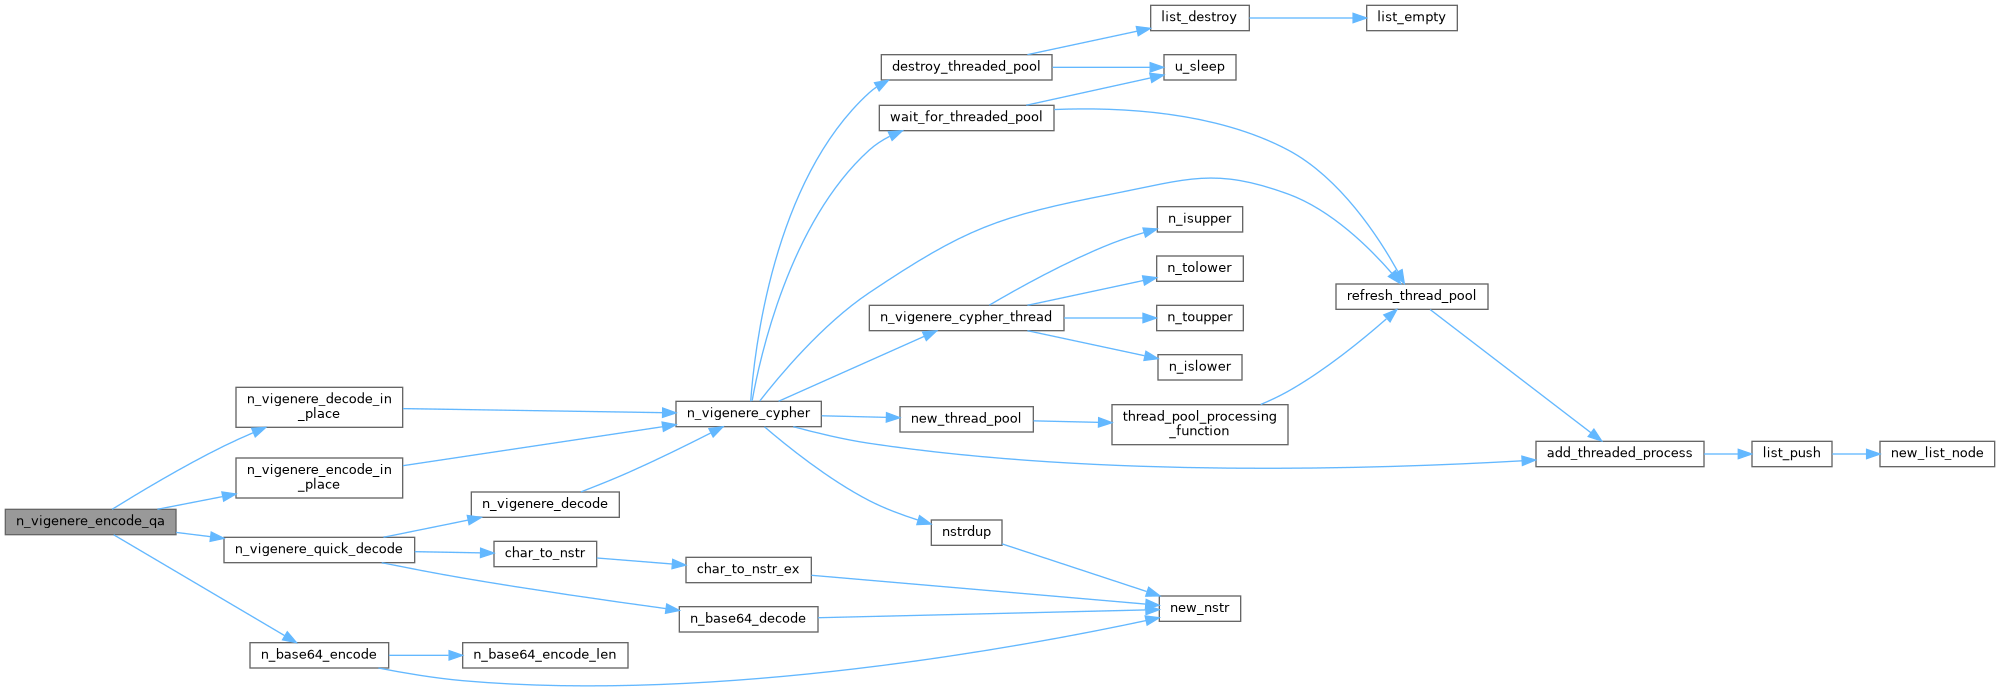 list_destroy
list_empty
destroy_threaded_pool
u_sleep
wait_for_threaded_pool
n_isupper
n_tolower
refresh_thread_pool
n_vigenere_cypher_thread
n_toupper
n_islower
n_vigenere_decode_in
_place
n_vigenere_cypher
new_thread_pool
thread_pool_processing
_function
add_threaded_process
list_push
new_list_node
n_vigenere_encode_in
_place
n_vigenere_decode
n_vigenere_encode_qa
nstrdup
n_vigenere_quick_decode
char_to_nstr
char_to_nstr_ex
new_nstr
n_base64_decode
n_base64_encode
n_base64_encode_len